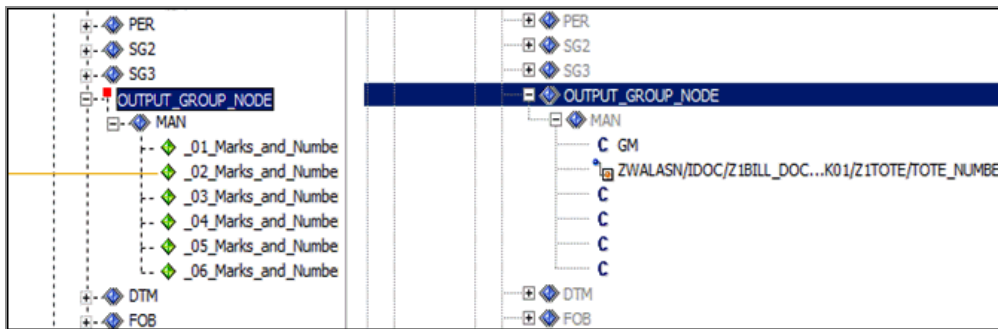 PER
SG2
SG3
OUTPUT_GROUP_NODE
MAN
_01_Marks_and_Numbe
_02_Marks_and_Numbe
_03_Marks_and_Numbe
_04_Marks_and_Numbe
_05_Marks_and_Numbe
_06_Marks_and_Numbe
DTM
FOB
PER
SG2
SG3
OUTPUT_GROUP_NODE
MAN
C GM
ZWALASN/IDOC/Z1BILL_DOC...K01/Z1TOTE/TOTE_NUMBE
C
C
C
C
DTM
FOB